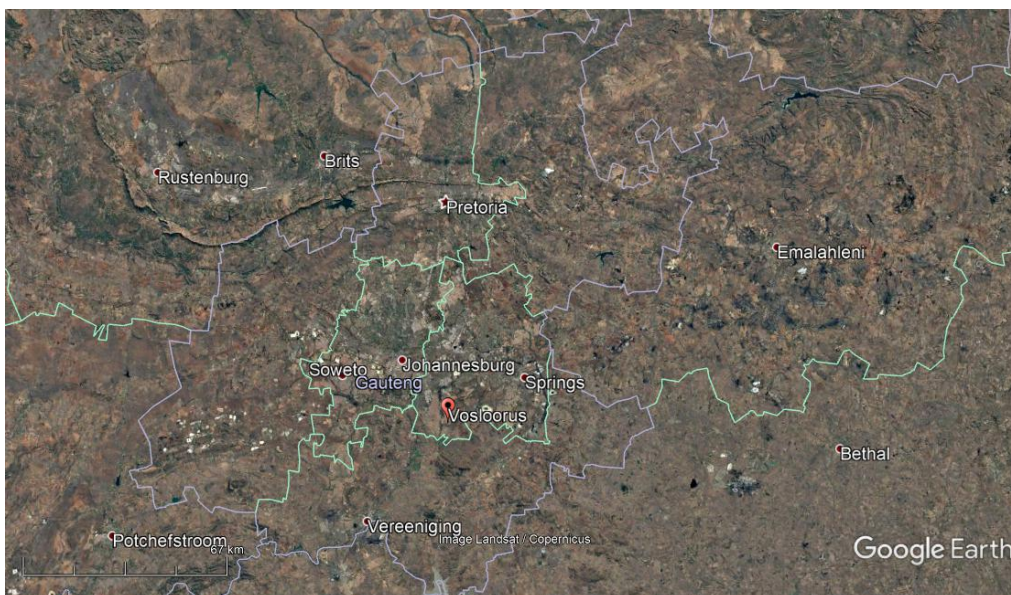 Brits
Rustenburg
Pretoria
Emalahleni
Johannesburg
Soweto
Gauteng
Springs
Vosloorus
Bethal
Vereeniging
Potchefstroom
Image Landsat / Copernicus
67 km
Google Earth